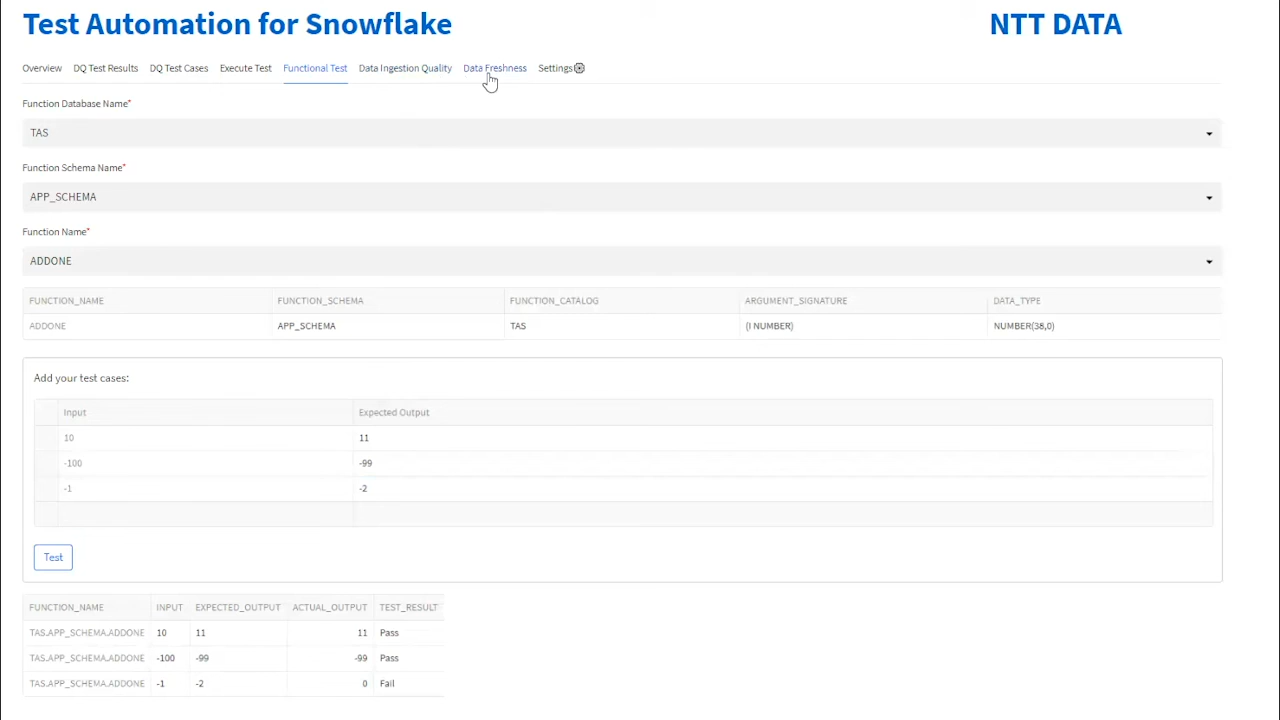 Test Automation for Snowflake NTT DATA
Overview DQ Test Results DQ Test Cases Execute Test Functional Test Data Ingestion Quality Data Freshness Settings
Function Database Name*
TAS
Function Schema Name*
APP_SCHEMA
Function Name*
ADDONE
FUNCTION_NAME FUNCTION_SCHEMA FUNCTION_CATALOG ARGUMENT_SIGNATURE DATA_TYPE
ADDONE APP_SCHEMA TAS (I NUMBER) NUMBER(38,0)
Add your test cases:
Input Expected Output
10 11
-100 -99
-1 -2
Test
FUNCTION_NAME INPUT EXPECTED_OUTPUT ACTUAL_OUTPUT TEST_RESULT
TAS.APP_SCHEMA.ADDONE 10 11 11 Pass
TAS.APP_SCHEMA.ADDONE -100 -99 -99 Pass
TAS.APP_SCHEMA.ADDONE -1 -2 0 Fail